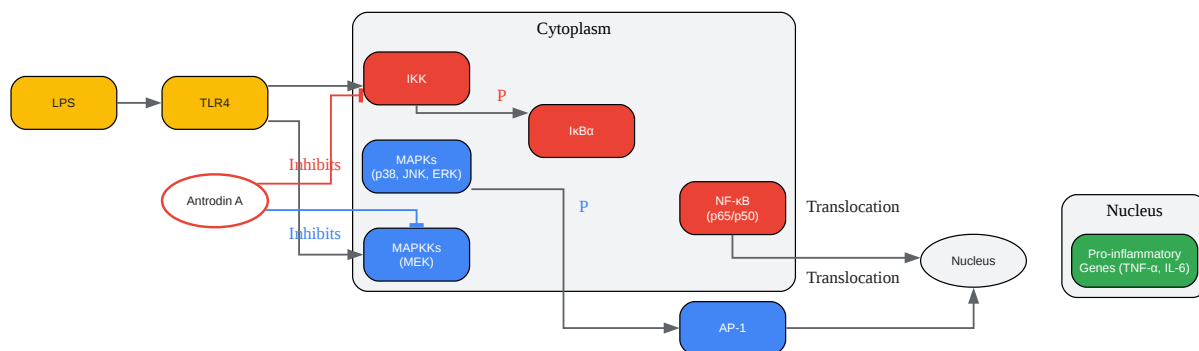 Cytoplasm
LPS
TLR4
IKK
P
IκBα
Inhibits
MAPKs
(p38, JNK, ERK)
Antrodin A
P
NF-κB
(p65/p50)
Translocation
Nucleus
Inhibits
MAPKKs
(MEK)
Nucleus
Pro-inflammatory
Genes (TNF-α, IL-6)
Translocation
AP-1